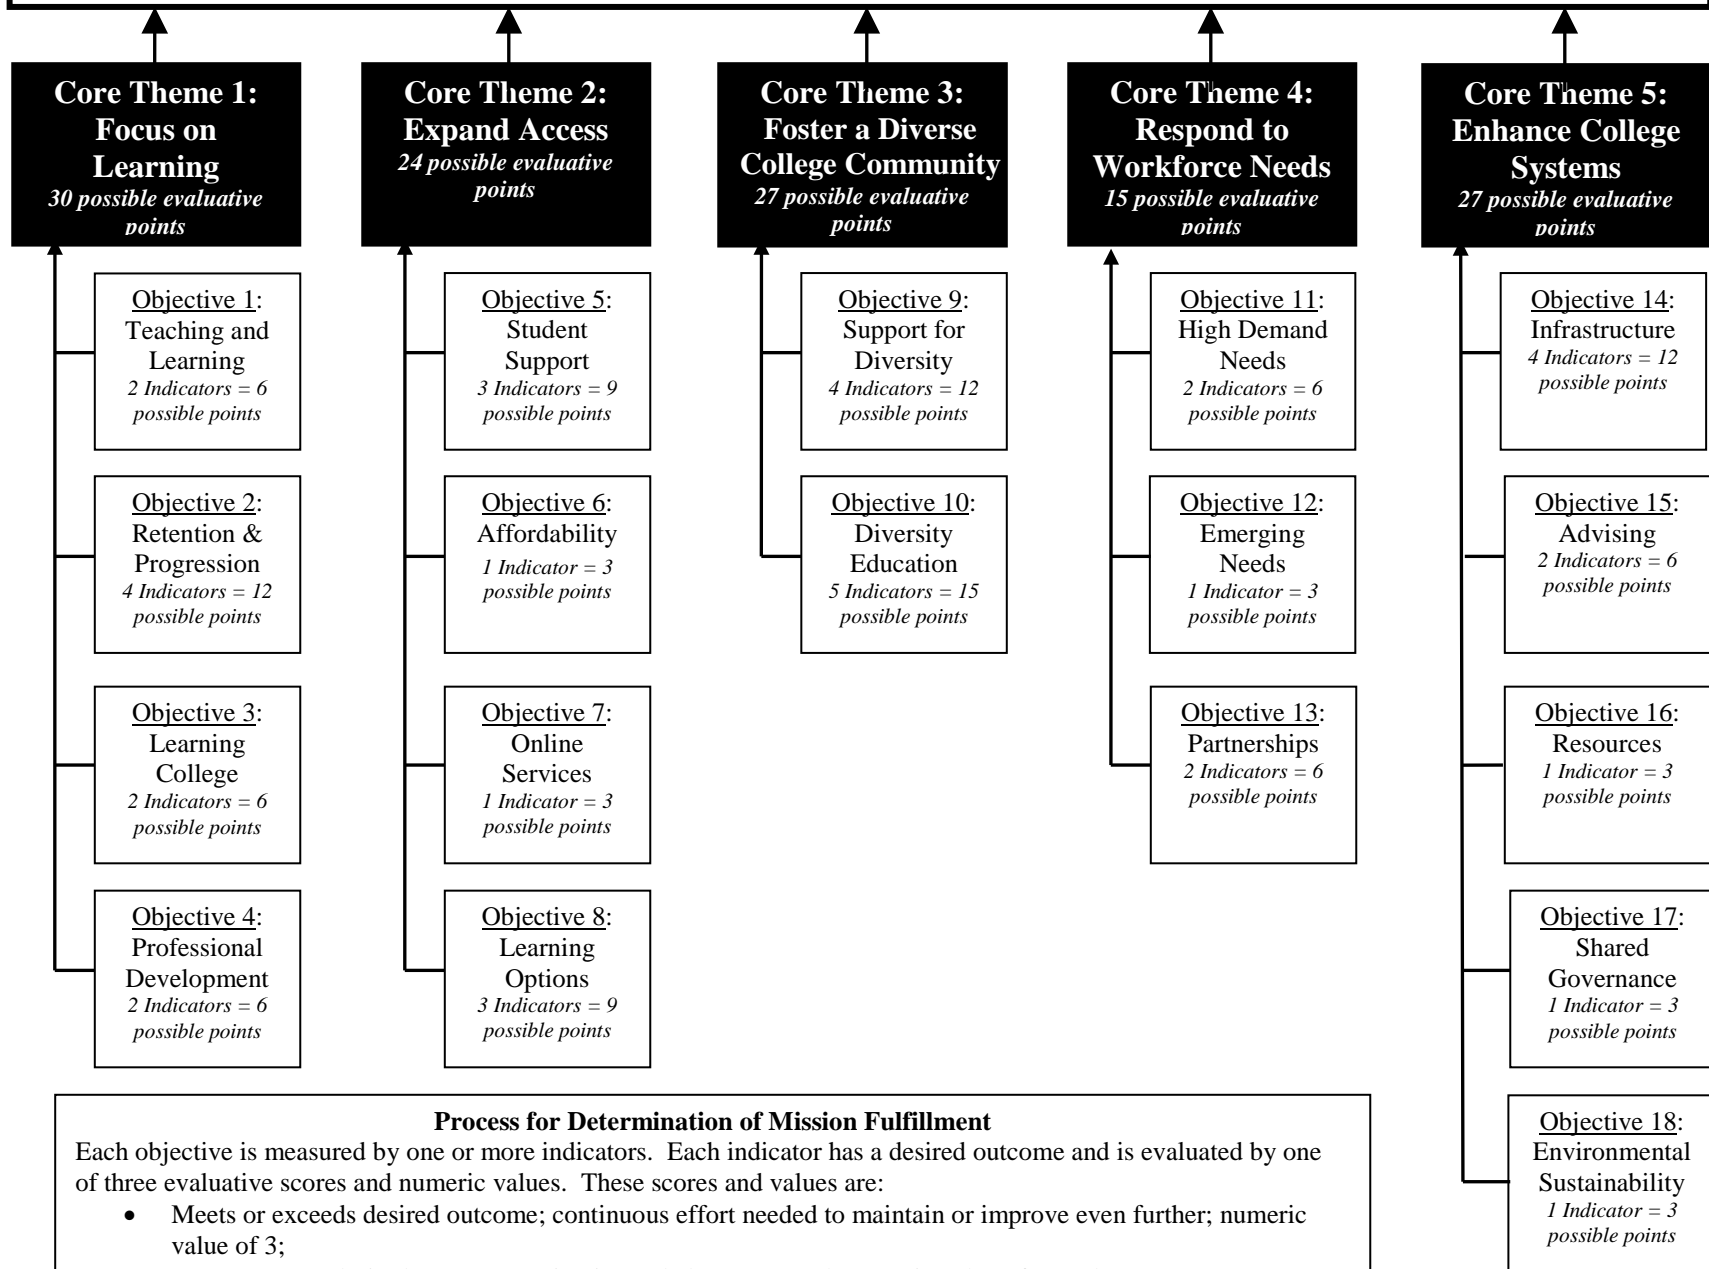 Core Theme 1:
Focus on
Learning
30 possible evaluative
points
Core Theme 2:
Expand Access
24 possible evaluative
points
Core Theme 3:
Foster a Diverse
College Community
27 possible evaluative
points
Core Theme 4:
Respond to
Workforce Needs
15 possible evaluative
points
Core Theme 5:
Enhance College
Systems
27 possible evaluative
points
Objective 1:
Teaching and
Learning
2 Indicators = 6
possible points
Objective 2:
Retention &
Progression
4 Indicators = 12
possible points
Objective 3:
Learning
College
2 Indicators = 6
possible points
Objective 4:
Professional
Development
2 Indicators = 6
possible points
Objective 5:
Student
Support
3 Indicators = 9
possible points
Objective 6:
Affordability
1 Indicator = 3
possible points
Objective 7:
Online
Services
1 Indicator = 3
possible points
Objective 8:
Learning
Options
3 Indicators = 9
possible points
Objective 9:
Support for
Diversity
4 Indicators = 12
possible points
Objective 10:
Diversity
Education
5 Indicators = 15
possible points
Objective 11:
High Demand
Needs
2 Indicators = 6
possible points
Objective 12:
Emerging
Needs
1 Indicator = 3
possible points
Objective 13:
Partnerships
2 Indicators = 6
possible points
Objective 14:
Infrastructure
4 Indicators = 12
possible points
Objective 15:
Advising
2 Indicators = 6
possible points
Objective 16:
Resources
1 Indicator = 3
possible points
Objective 17:
Shared
Governance
1 Indicator = 3
possible points
Objective 18:
Environmental
Sustainability
1 Indicator = 3
possible points
Process for Determination of Mission Fulfillment
Each objective is measured by one or more indicators. Each indicator has a desired outcome and is evaluated by one
of three evaluative scores and numeric values. These scores and values are:
• Meets or exceeds desired outcome; continuous effort needed to maintain or improve even further; numeric
value of 3;